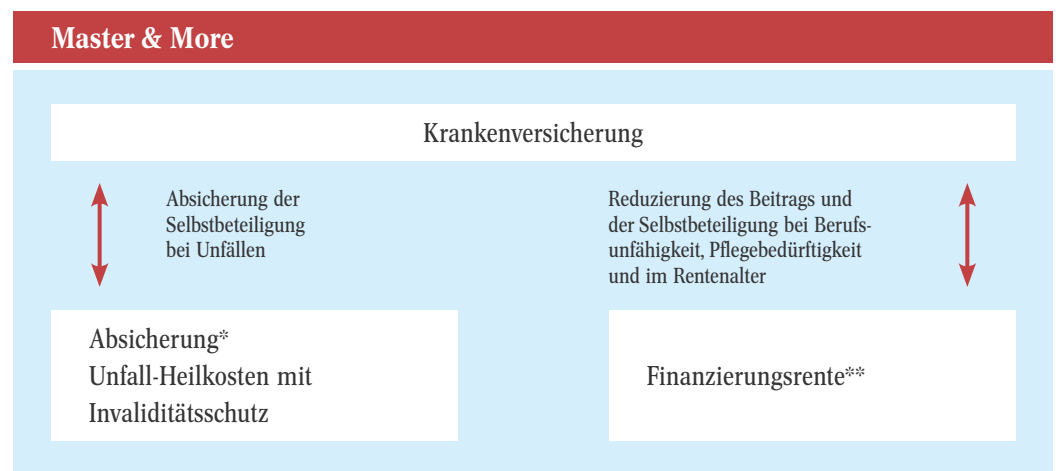 Master & More
Krankenversicherung
Absicherung der
Selbstbeteiligung
bei Unfällen
Reduzierung des Beitrags und
der Selbstbeteiligung bei Berufs-
unfähigkeit, Pflegebedürftigkeit
und im Rentenalter
Absicherung*
Unfall-Heilkosten mit
Invaliditätsschutz
Finanzierungsrente**